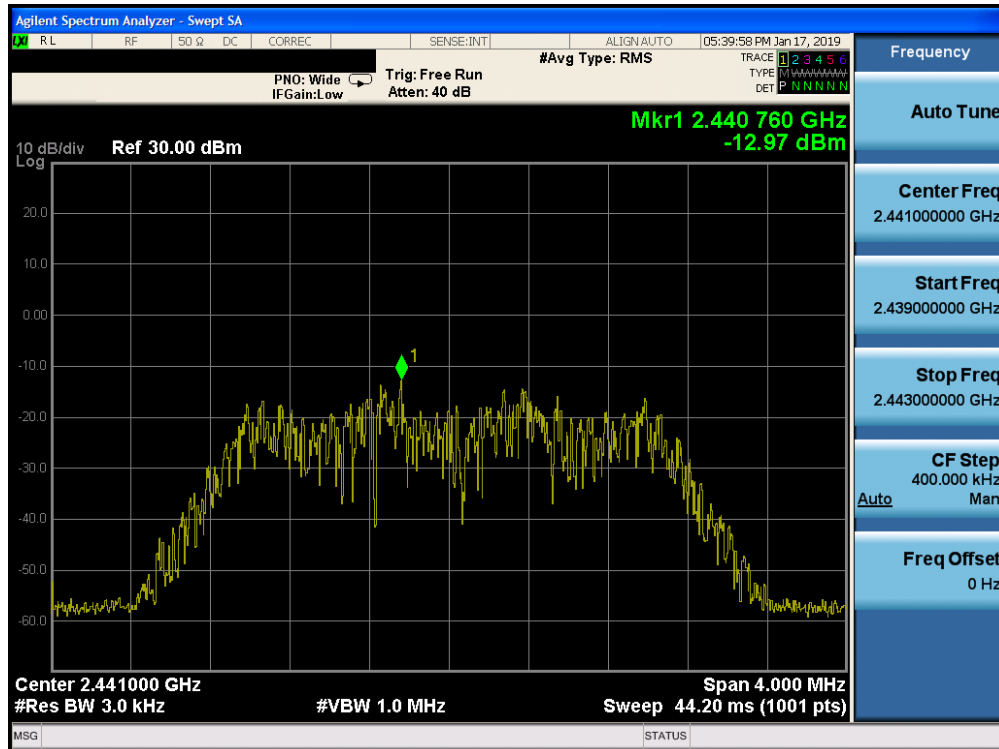 Agilent Spectrum Analyzer - Swept SA
LXI RL RF 50 Ω DC CORREC SENSE:INT ALIGN AUTO 05:39:58 PM Jan 17, 2019
#Avg Type: RMS
TRACE 1 2 3 4 5 6
TYPE M WWWWW
DET P N N N N N
PNO: Wide
IFGain:Low
Trig: Free Run
Atten: 40 dB
Mkr1 2.440 760 GHz
-12.97 dBm
10 dB/div Ref 30.00 dBm
Log
20.0
10.0
0.00
-10.0
-20.0
-30.0
-40.0
-50.0
-60.0
1
Center 2.441000 GHz Span 4.000 MHz
#Res BW 3.0 kHz #VBW 1.0 MHz Sweep 44.20 ms (1001 pts)
MSG STATUS
Frequency
Auto Tune
Center Freq
2.441000000 GHz
Start Freq
2.439000000 GHz
Stop Freq
2.443000000 GHz
CF Step
400.000 kHz
Auto Man
Freq Offset
0 Hz